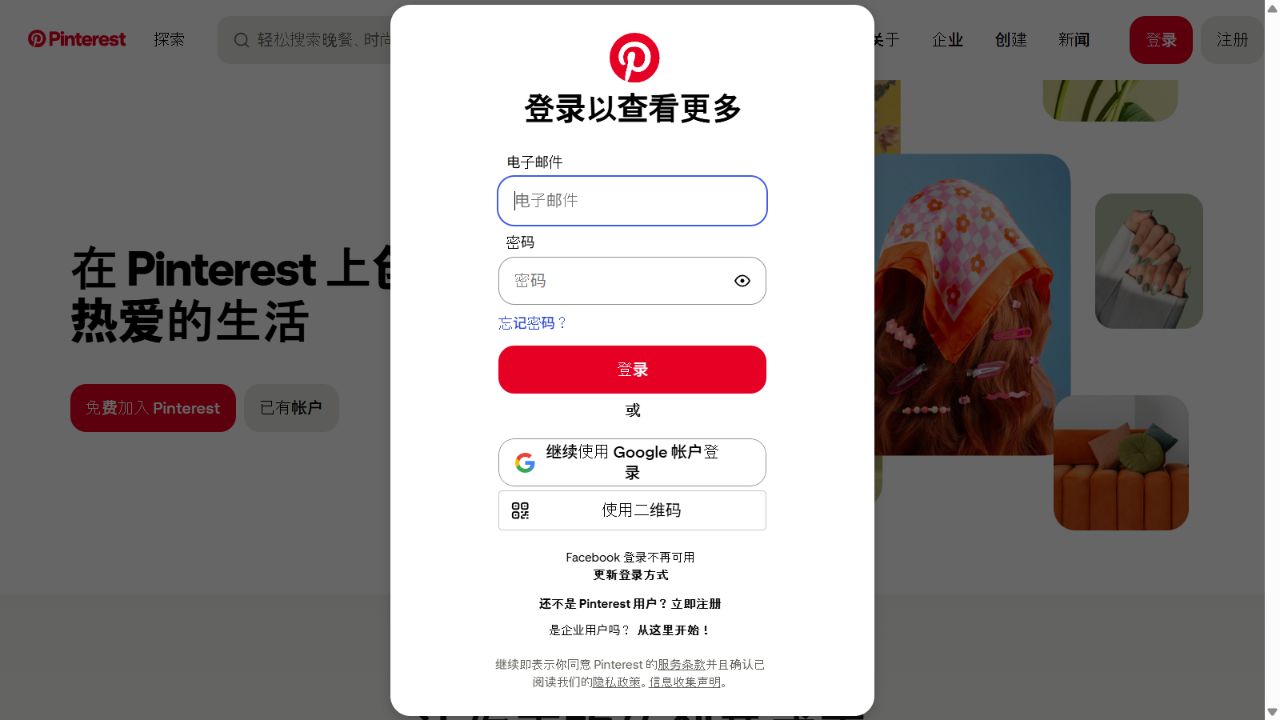 Pinterest
探索
轻松搜索晚餐、时尚
关于
企业
创建
新闻
登录
注册
在 Pinterest 上
热爱的生活
免费加入 Pinterest
已有帐户
登录以查看更多
电子邮件
电子邮件
密码
密码
忘记密码？
登录
或
继续使用 Google 帐户登
录
使用二维码
Facebook 登录不再可用
更新登录方式
还不是 Pinterest 用户？立即注册
是企业用户吗？ 从这里开始！
继续即表示你同意 Pinterest 的服务条款并且确认已
阅读我们的隐私政策。信息收集声明。